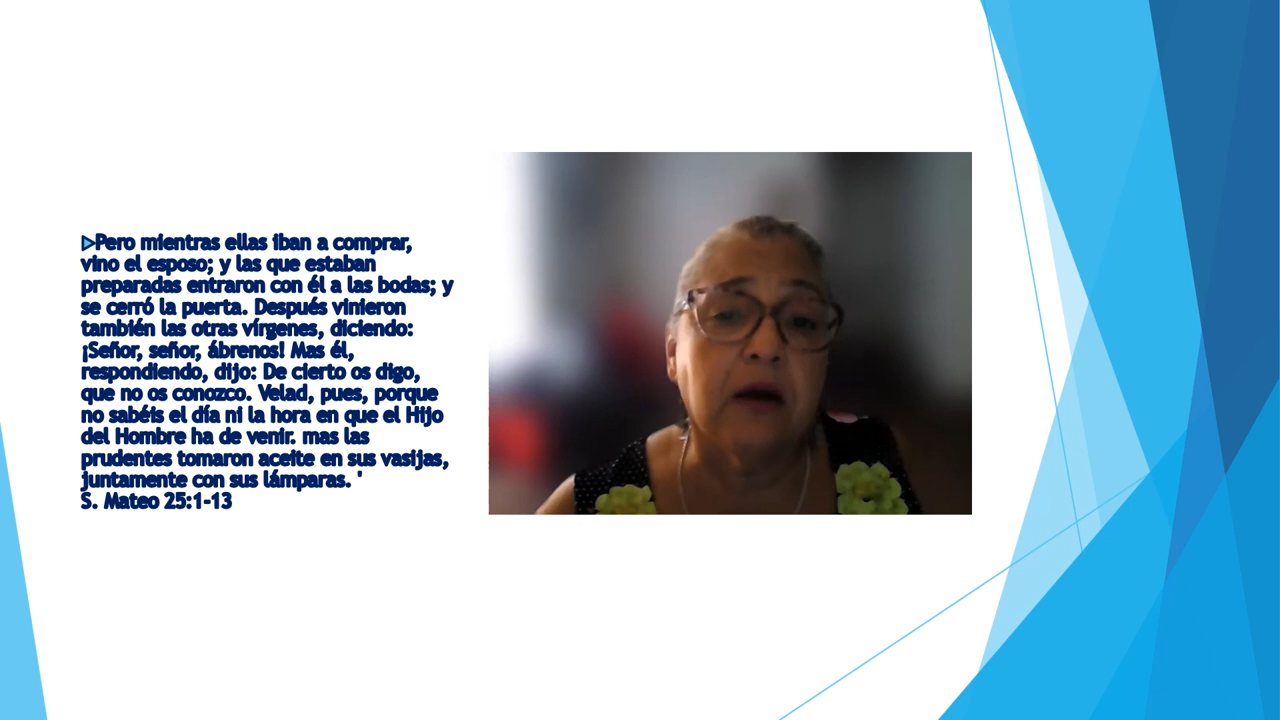 Pero mientras ellas iban a comprar,
vino el esposo; y las que estaban
preparadas entraron con él a las bodas; y
se cerró la puerta. Después vinieron
también las otras vírgenes, diciendo:
¡Señor, señor, ábrenos! Mas él,
respondiendo, dijo: De cierto os digo,
que no os conozco. Velad, pues, porque
no sabéis el día ni la hora en que el Hijo
del Hombre ha de venir. mas las
prudentes tomaron aceite en sus vasijas,
juntamente con sus lámparas. '
S. Mateo 25:1-13